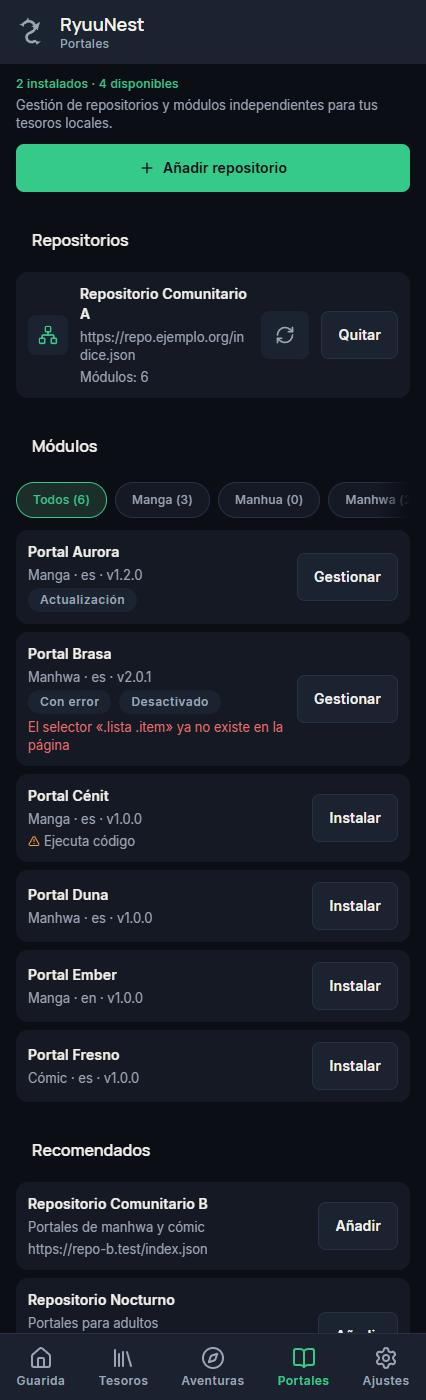 RyuuNest
Portales
2 instalados · 4 disponibles
Gestión de repositorios y módulos independientes para tus
tesoros locales.
Añadir repositorio
Repositorios
Repositorio Comunitario
A
https://repo.ejemplo.org/in
dice.json
Módulos: 6
Quitar
Módulos
Todos (6)
Manga (3)
Manhua (0)
Manhwa
Portal Aurora
Manga · es · v1.2.0
Actualización
Gestionar
Portal Brasa
Manhwa · es · v2.0.1
Con error
Desactivado
El selector «.lista .item» ya no existe en la
página
Gestionar
Portal Cénit
Manga · es · v1.0.0
Ejecuta código
Instalar
Portal Duna
Manhwa · es · v1.0.0
Instalar
Portal Ember
Manga · en · v1.0.0
Instalar
Portal Fresno
Cómic · es · v1.0.0
Instalar
Recomendados
Repositorio Comunitario B
Portales de manhwa y cómic
https://repo-b.test/index.json
Añadir
Repositorio Nocturno
Portales para adultos
Guarida
Tesoros
Aventuras
Portales
Ajustes